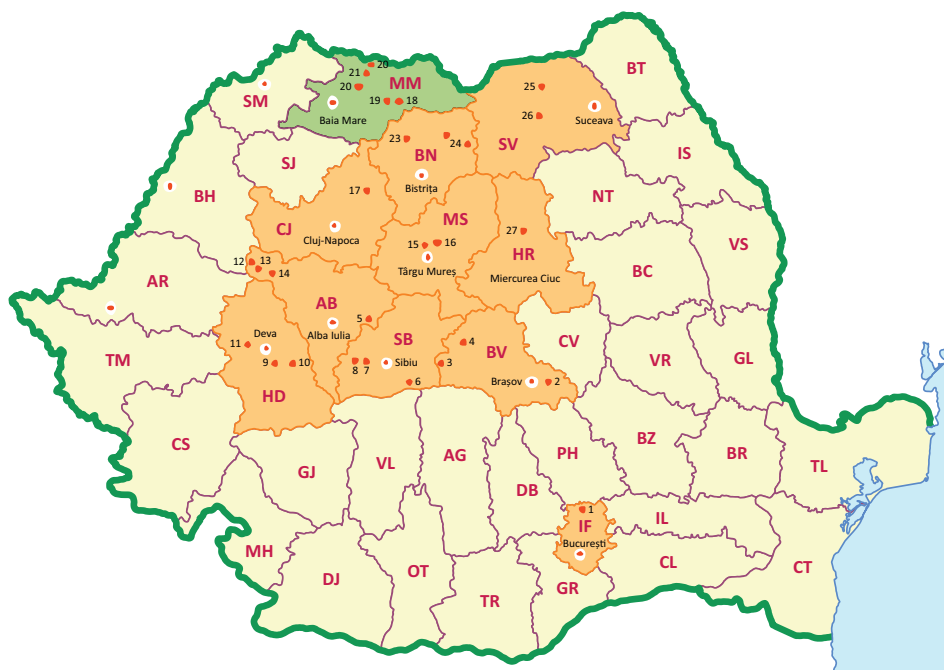 20
BT
21
MM
SM
20
25
19
18
Baia Mare
Suceava
26
23
24
SV
BN
IS
SJ
Bistrița
NT
17
BH
MS
VS
CJ
27
Cluj-Napoca
15
16
HR
BC
12
13
Târgu Mureș
14
Miercurea Ciuc
AR
AB
5
Deva
Alba Iulia
SB
4
CV
11
BV
TM
VR
GL
9
10
8
7
Sibiu
3
6
Brașov
2
HD
CS
BZ
AG
PH
BR
VL
TL
GJ
DB
1
IL
IF
București
MH
CL
CT
DJ
OT
GR
TR